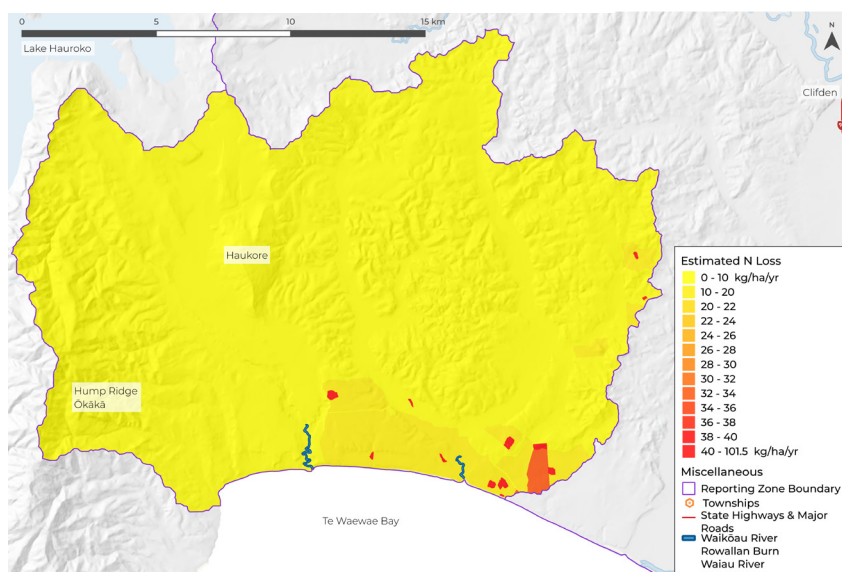 0
5
10
15 km
Lake Hauroko
N
Clifden
Haukore
Hump Ridge
Ōkākā
Te Waewae Bay
Estimated N Loss
0 - 10 kg/ha/yr
10 - 20
20 - 22
22 - 24
24 - 26
26 - 28
28 - 30
30 - 32
32 - 34
34 - 36
36 - 38
38 - 40
40 - 101.5 kg/ha/yr
Miscellaneous
Reporting Zone Boundary
Townships
State Highways & Major
Roads
Waikōau River
Rowallan Burn
Waiau River